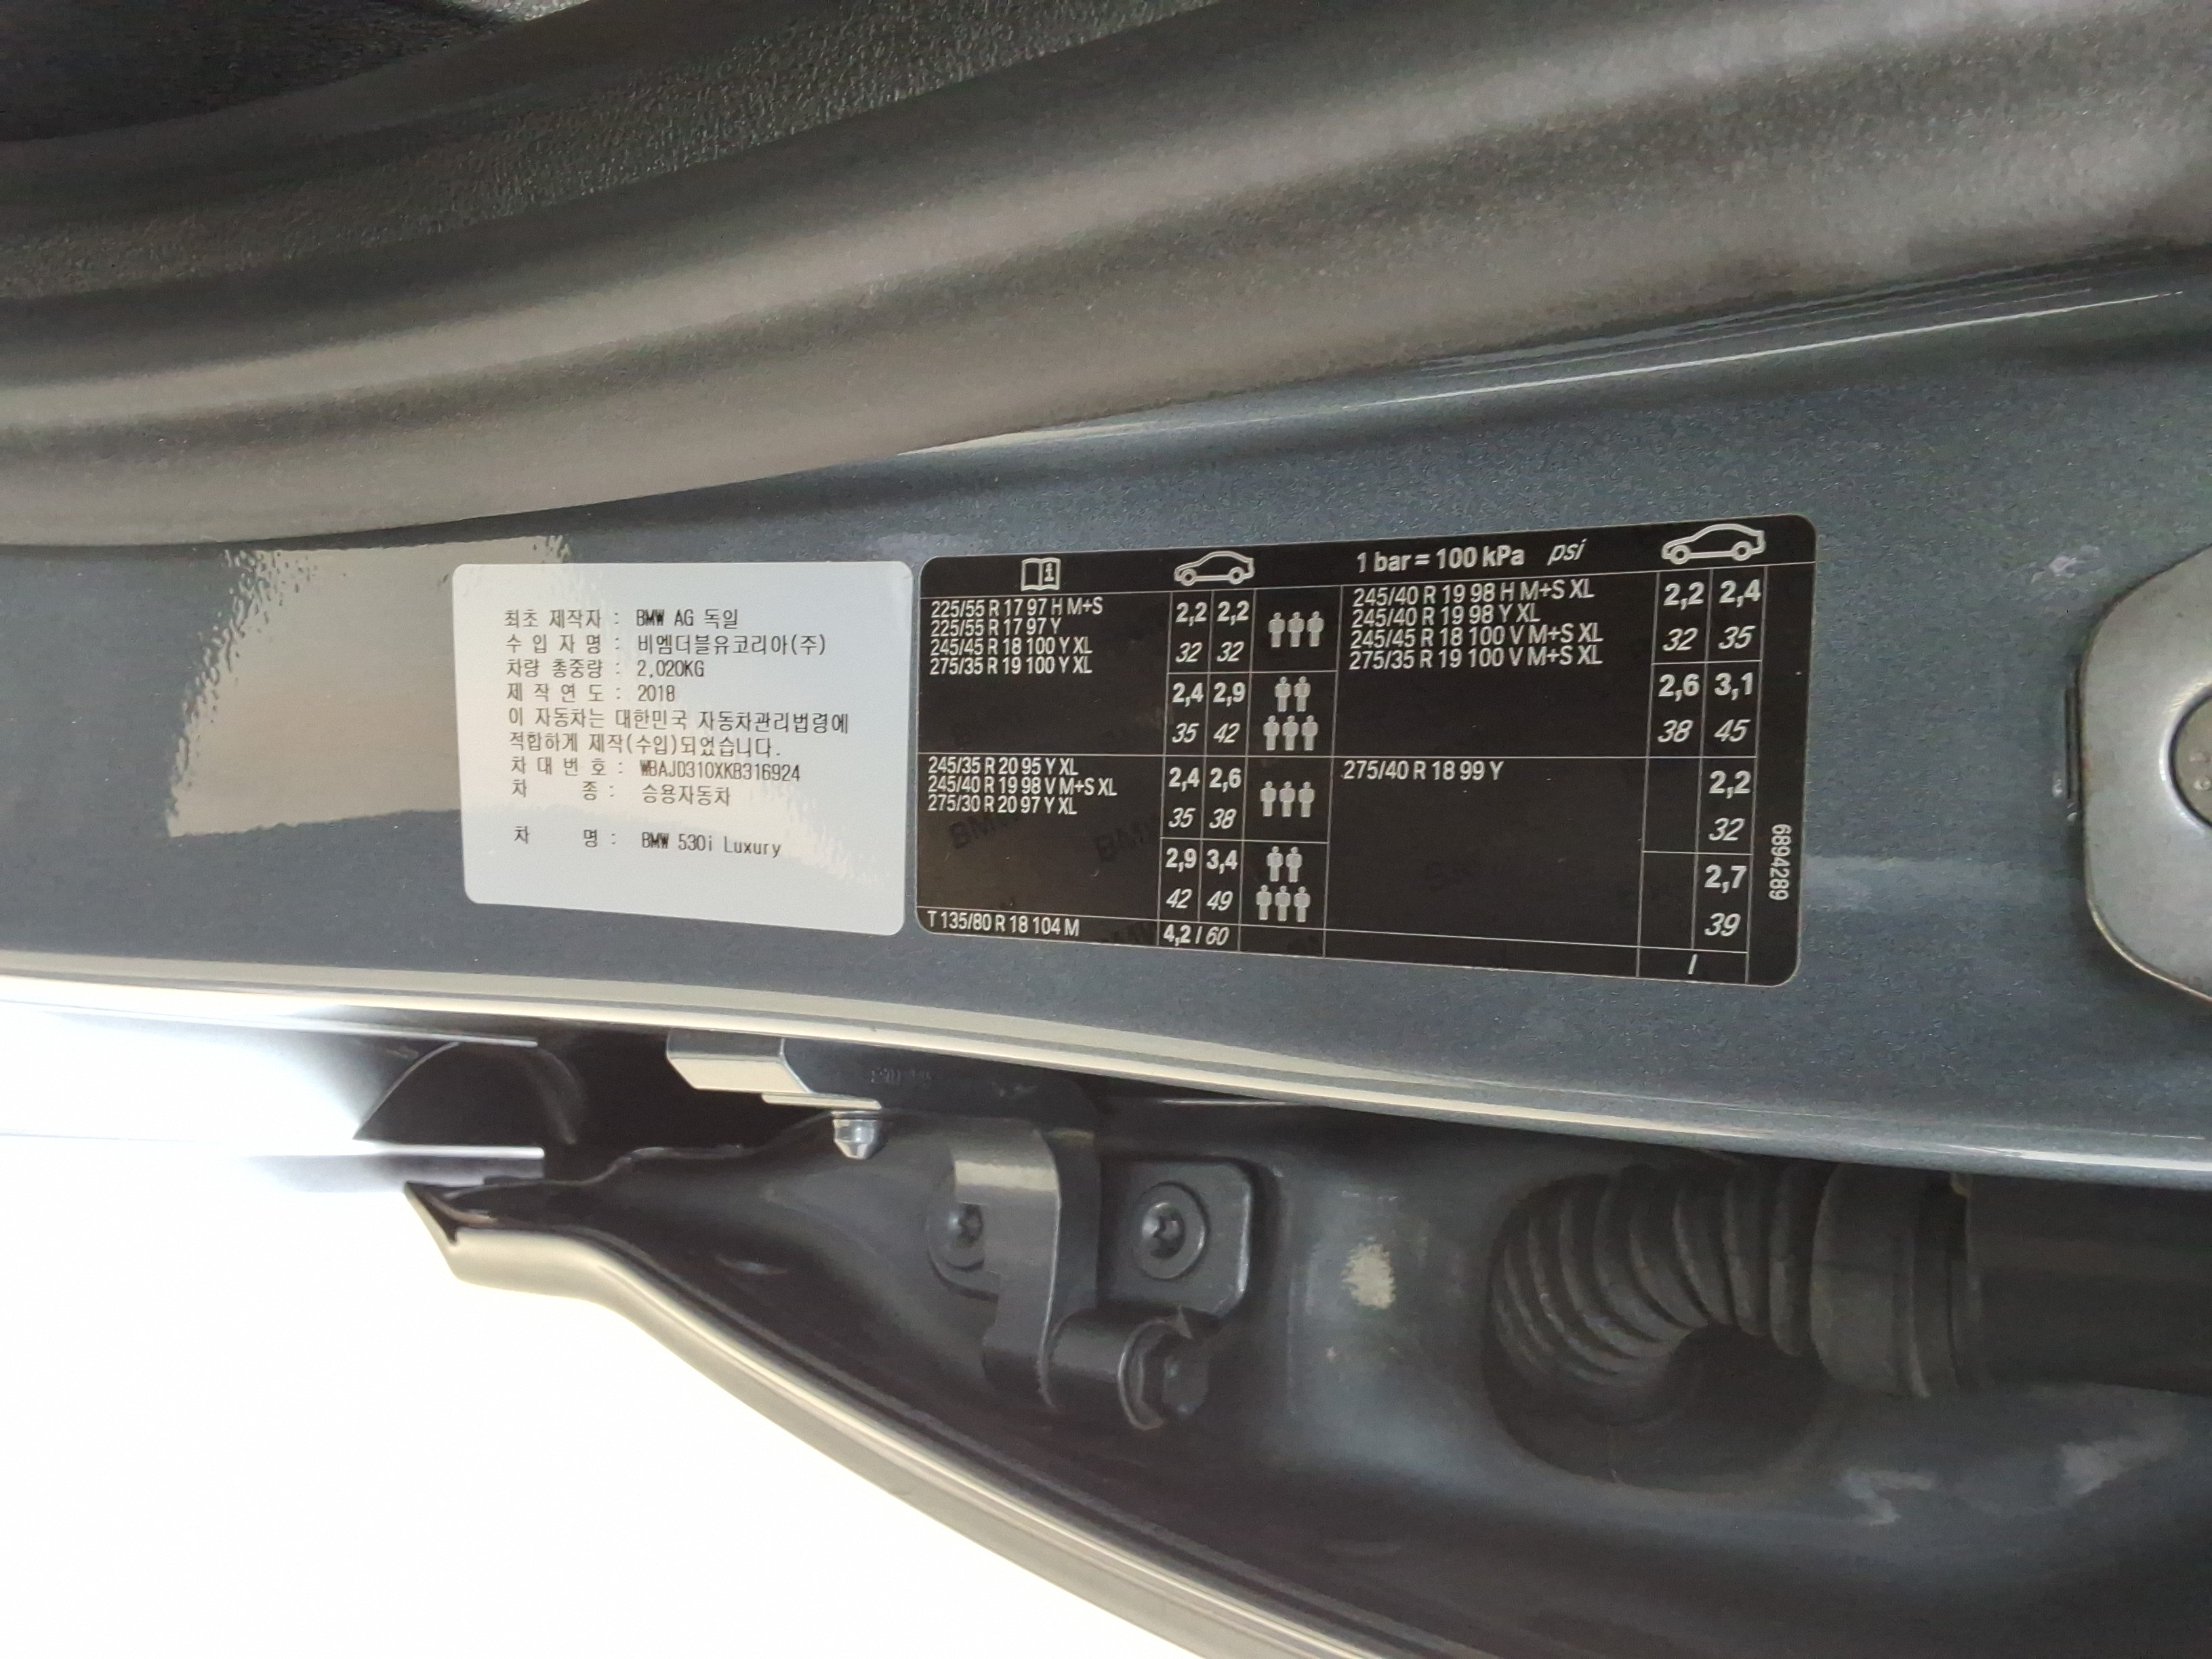 최초 제작자 : BMW AG 독일
수 입 자 명 : 비엠더블유코리아(주)
차량 총중량 : 2,020KG
제 작 연 도 : 2018
이 자동차는 대한민국 자동차관리법령에
적합하게 제작(수입)되었습니다.
차 대 번 호 : WBAJD310XKB316924
차 종 : 승용자동차
차 명 : BMW 530i Luxury
1 bar = 100 kPa psi
225/55 R 17 97 H M+S
225/55 R 17 97 Y
245/45 R 18 100 Y XL
275/35 R 19 100 Y XL
2,2 2,2
32 32
2,4 2,9
35 42
245/40 R 19 98 H M+S XL
245/40 R 19 98 Y XL
245/45 R 18 100 V M+S XL
275/35 R 19 100 V M+S XL
2,2 2,4
32 35
2,6 3,1
38 45
245/35 R 20 95 Y XL
245/40 R 19 98 V M+S XL
275/30 R 20 97 Y XL
2,4 2,6
35 38
2,9 3,4
42 49
275/40 R 18 99 Y
2,2
32
2,7
39
T 135/80 R 18 104 M
4,2 / 60
/
6894289